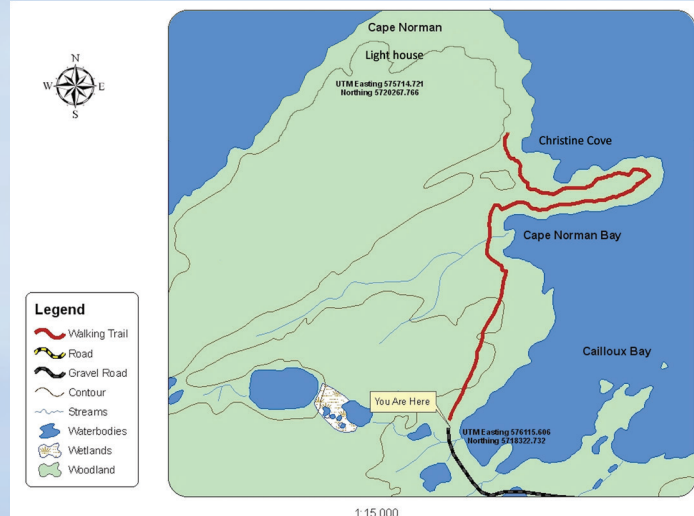 Cape Norman
Light house
UTM Easting 575714.721
Northing 5720267.766
N
W
E
S
Christine Cove
Cape Norman Bay
Cailloux Bay
You Are Here
UTM Easting 576115.606
Northing 5718322.732
Legend
Walking Trail
Road
Gravel Road
Contour
Streams
Waterbodies
Wetlands
Woodland
1:15,000